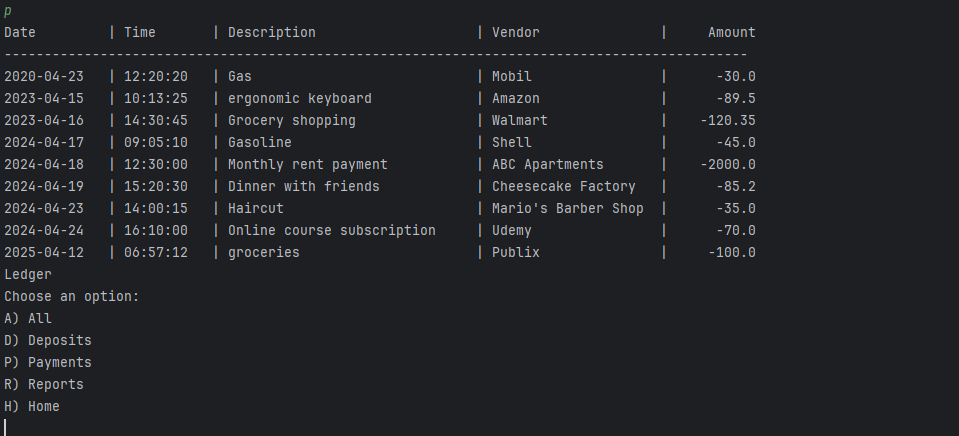 p
Date         | Time       | Description                    | Vendor               |     Amount
---------------------------------------------------------------------------------------------
2020-04-23   | 12:20:20   | Gas                            | Mobil                |      -30.0
2023-04-15   | 10:13:25   | ergonomic keyboard             | Amazon               |      -89.5
2023-04-16   | 14:30:45   | Grocery shopping               | Walmart              |    -120.35
2024-04-17   | 09:05:10   | Gasoline                       | Shell                |      -45.0
2024-04-18   | 12:30:00   | Monthly rent payment           | ABC Apartments       |    -2000.0
2024-04-19   | 15:20:30   | Dinner with friends            | Cheesecake Factory   |      -85.2
2024-04-23   | 14:00:15   | Haircut                        | Mario's Barber Shop  |      -35.0
2024-04-24   | 16:10:00   | Online course subscription     | Udemy                |      -70.0
2025-04-12   | 06:57:12   | groceries                      | Publix               |     -100.0
Ledger
Choose an option:
A) All
D) Deposits
P) Payments
R) Reports
H) Home